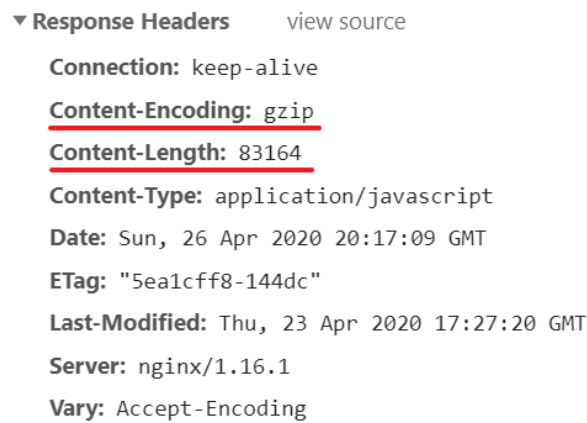 ▼ Response Headers view source
Connection: keep-alive
Content-Encoding: gzip
Content-Length: 83164
Content-Type: application/javascript
Date: Sun, 26 Apr 2020 20:17:09 GMT
ETag: "5ea1cff8-144dc"
Last-Modified: Thu, 23 Apr 2020 17:27:20 GMT
Server: nginx/1.16.1
Vary: Accept-Encoding